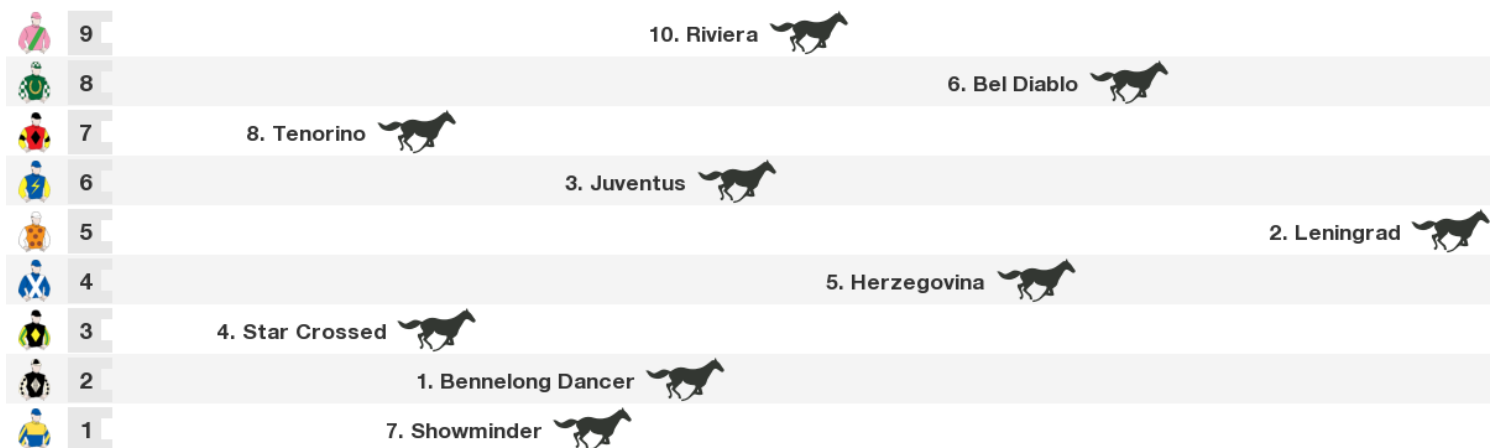 9 10. Riviera
8 6. Bel Diablo
7 8. Tenorino
6 3. Juventus
5 2. Leningrad
4 5. Herzegovina
3 4. Star Crossed
2 1. Bennelong Dancer
1 7. Showminder